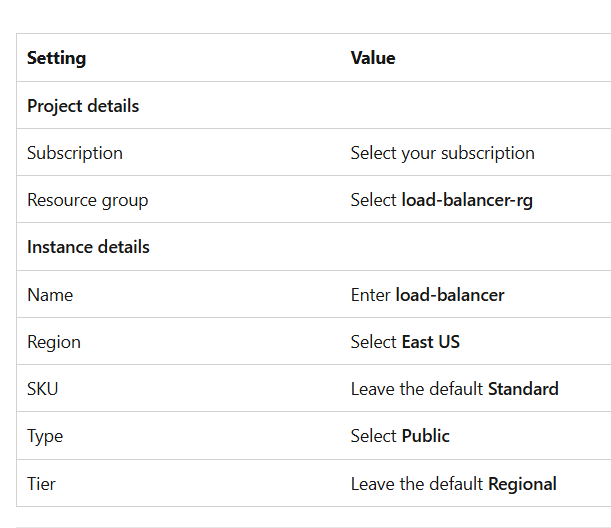 Setting Value
Project details
Subscription Select your subscription
Resource group Select load-balancer-rg
Instance details
Name Enter load-balancer
Region Select East US
SKU Leave the default Standard
Type Select Public
Tier Leave the default Regional